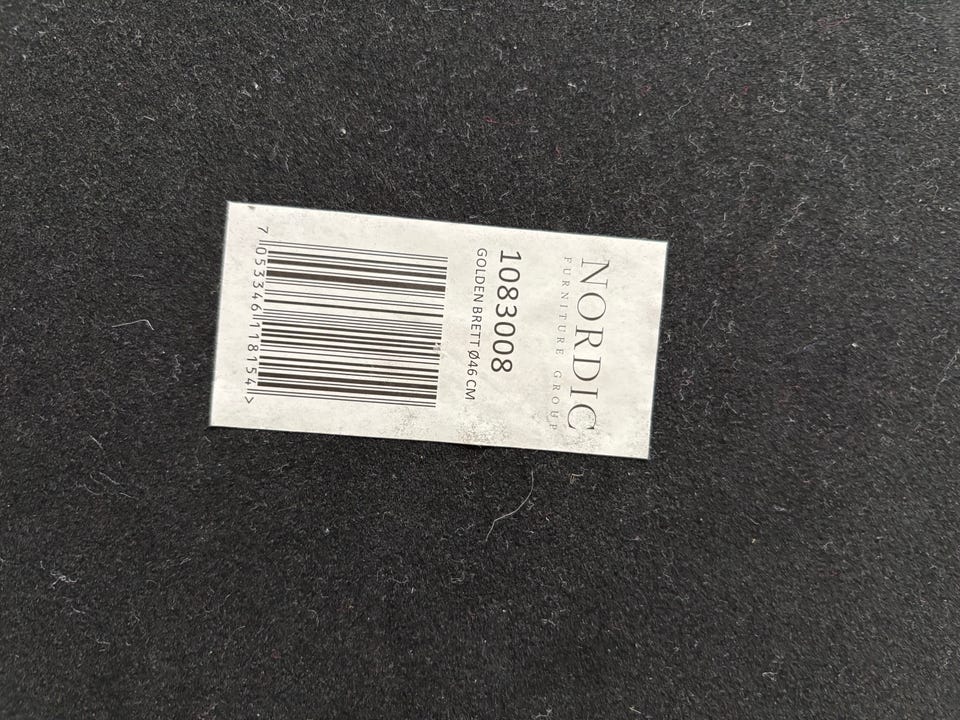 NORDIC
FURNITURE GROUP
1083008
GOLDEN BRETT Ø46 CM
7 053346 118154 >